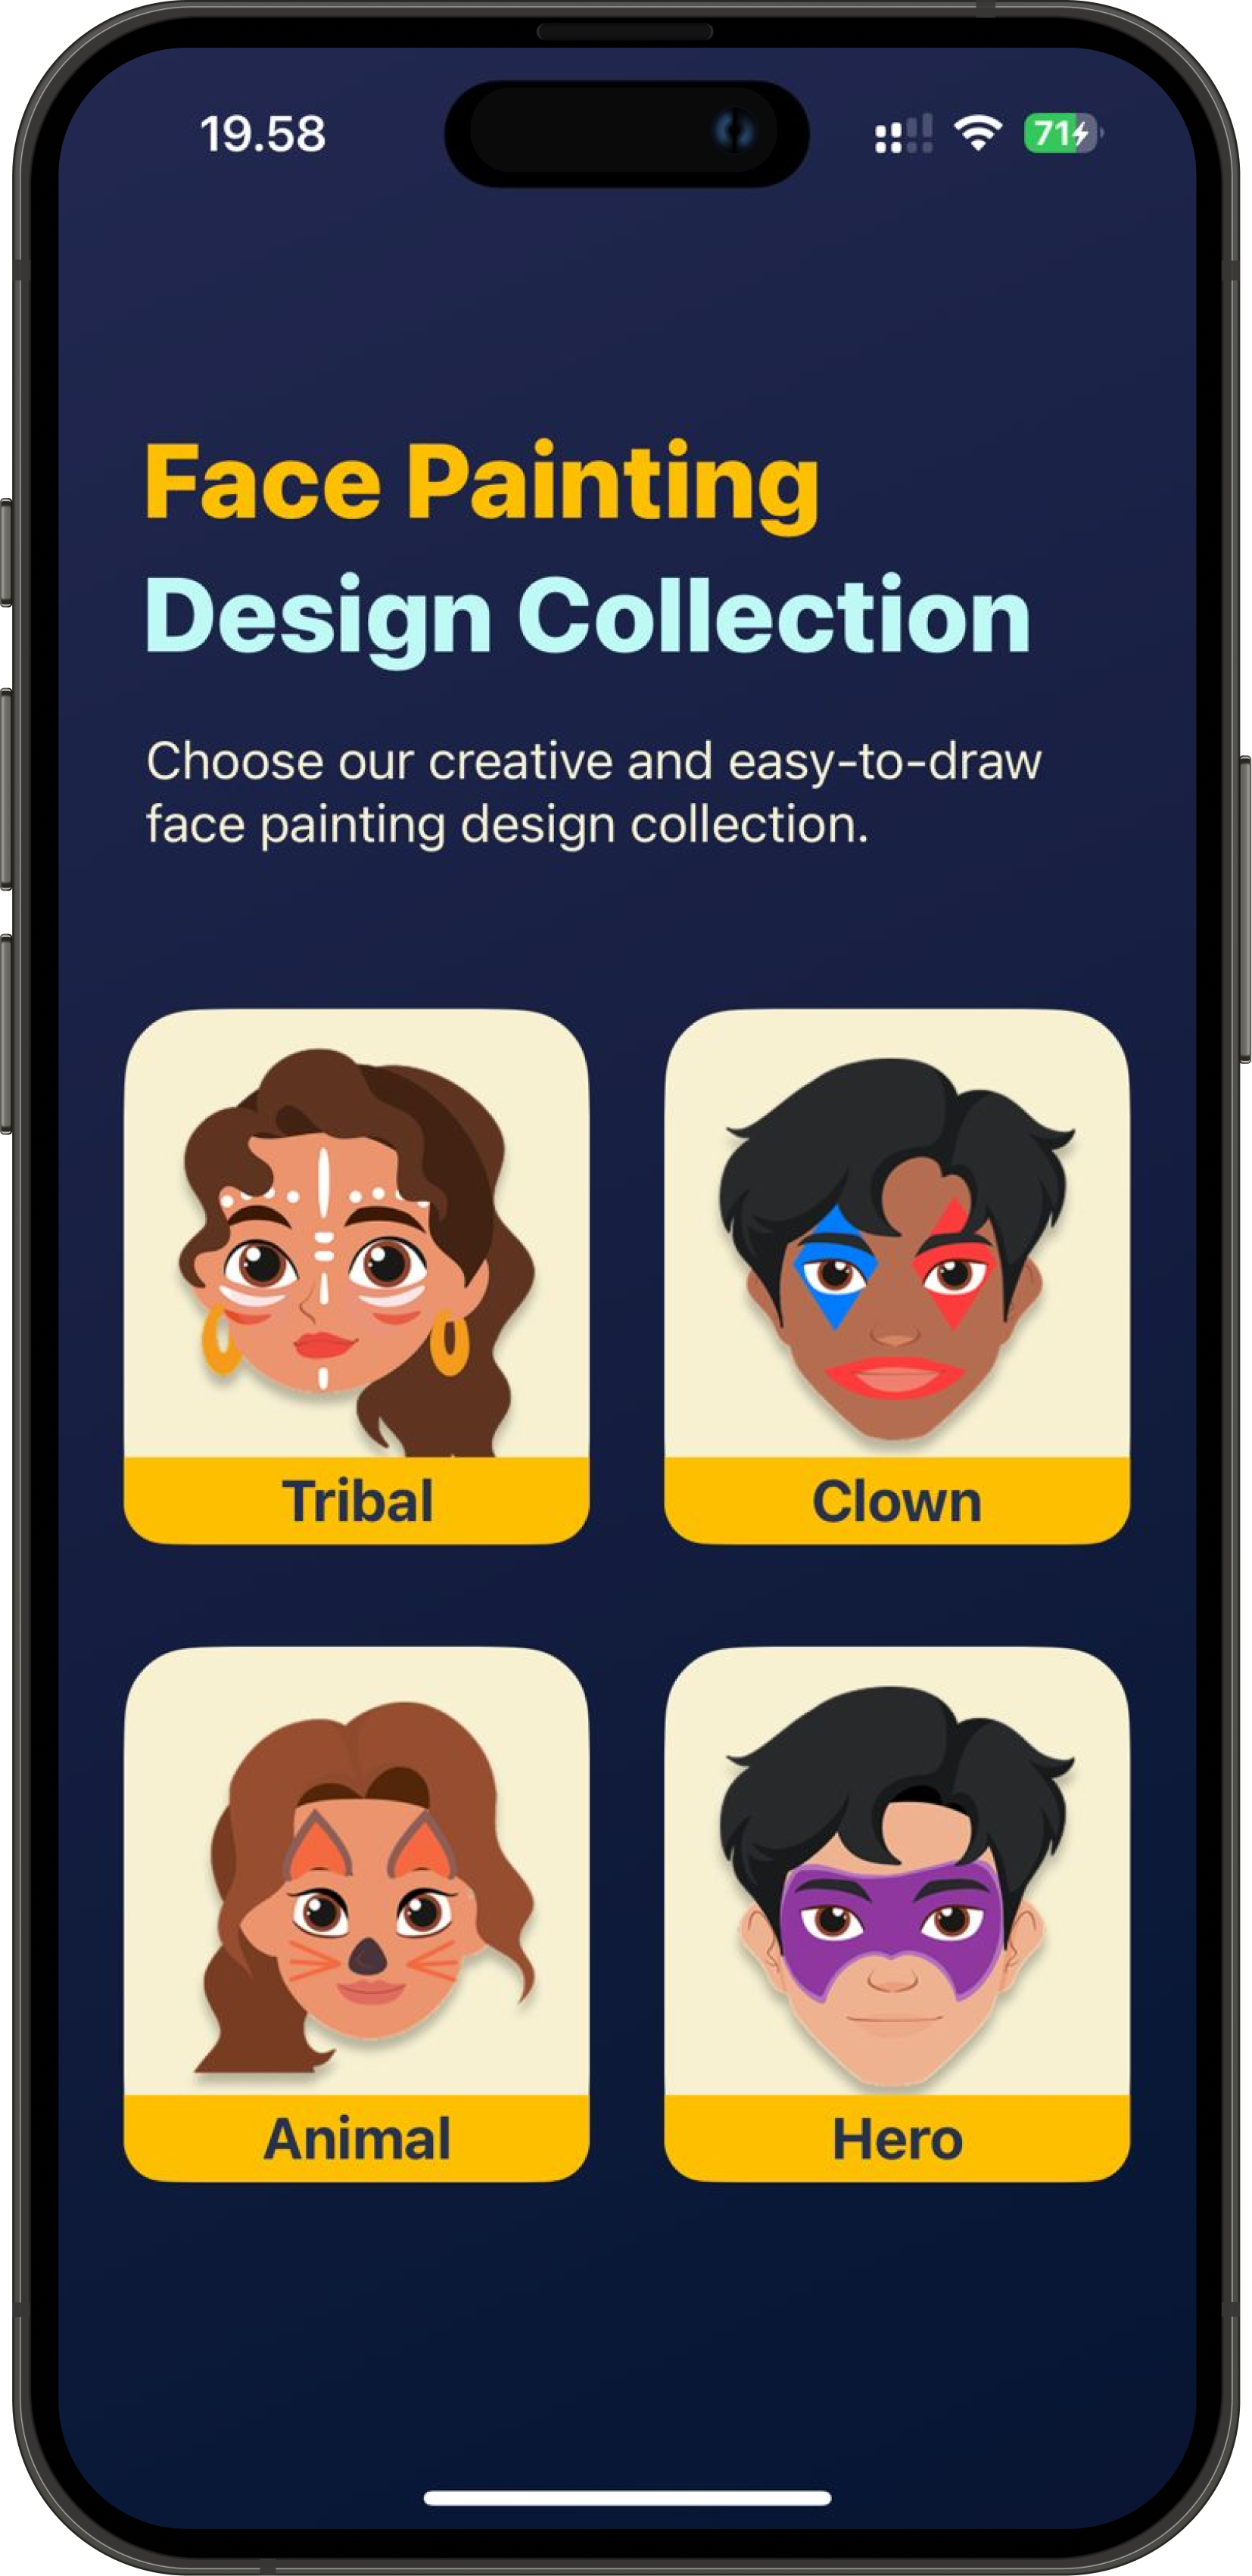 19.58
71
Face Painting
Design Collection
Choose our creative and easy-to-draw
face painting design collection.
Tribal
Clown
Animal
Hero